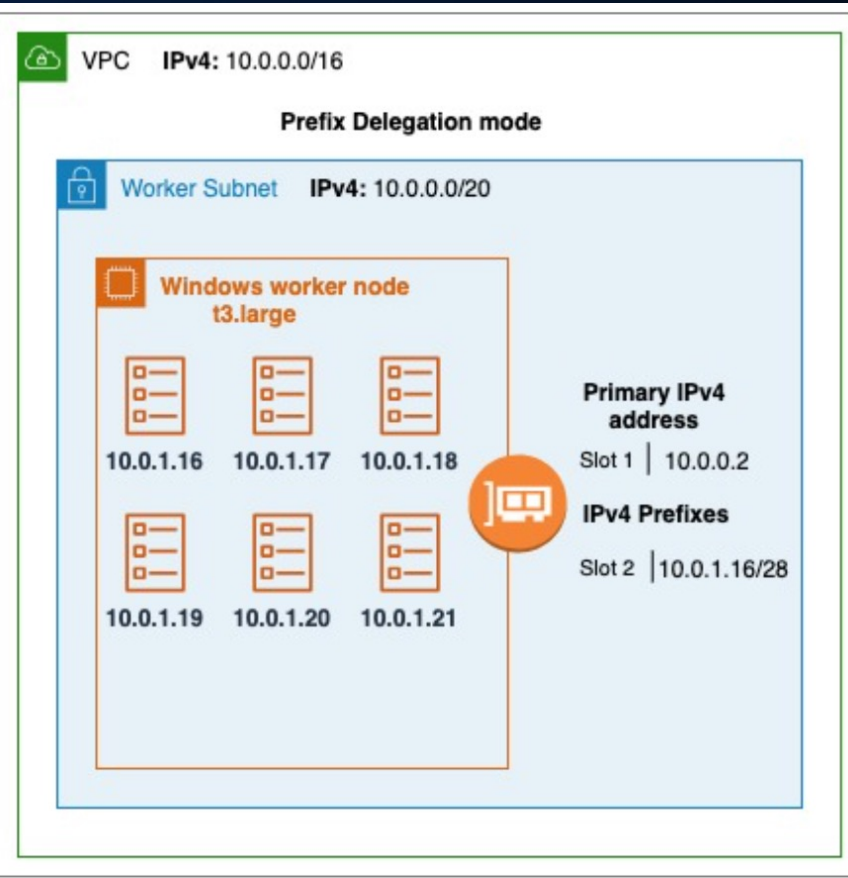 VPC IPv4: 10.0.0.0/16
Prefix Delegation mode
Worker Subnet IPv4: 10.0.0.0/20
Windows worker node
t3.large
10.0.1.16 10.0.1.17 10.0.1.18
10.0.1.19 10.0.1.20 10.0.1.21
Primary IPv4
address
Slot 1 | 10.0.0.2
IPv4 Prefixes
Slot 2 |10.0.1.16/28